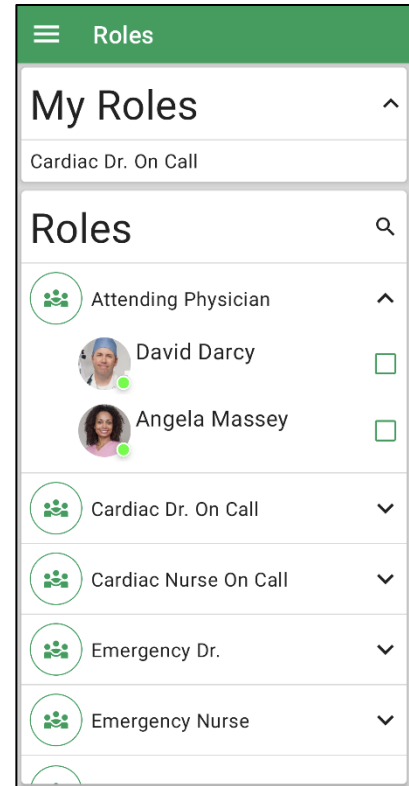 Roles
My Roles
Cardiac Dr. On Call
Roles
Attending Physician
David Darcy
Angela Massey
Cardiac Dr. On Call
Cardiac Nurse On Call
Emergency Dr.
Emergency Nurse